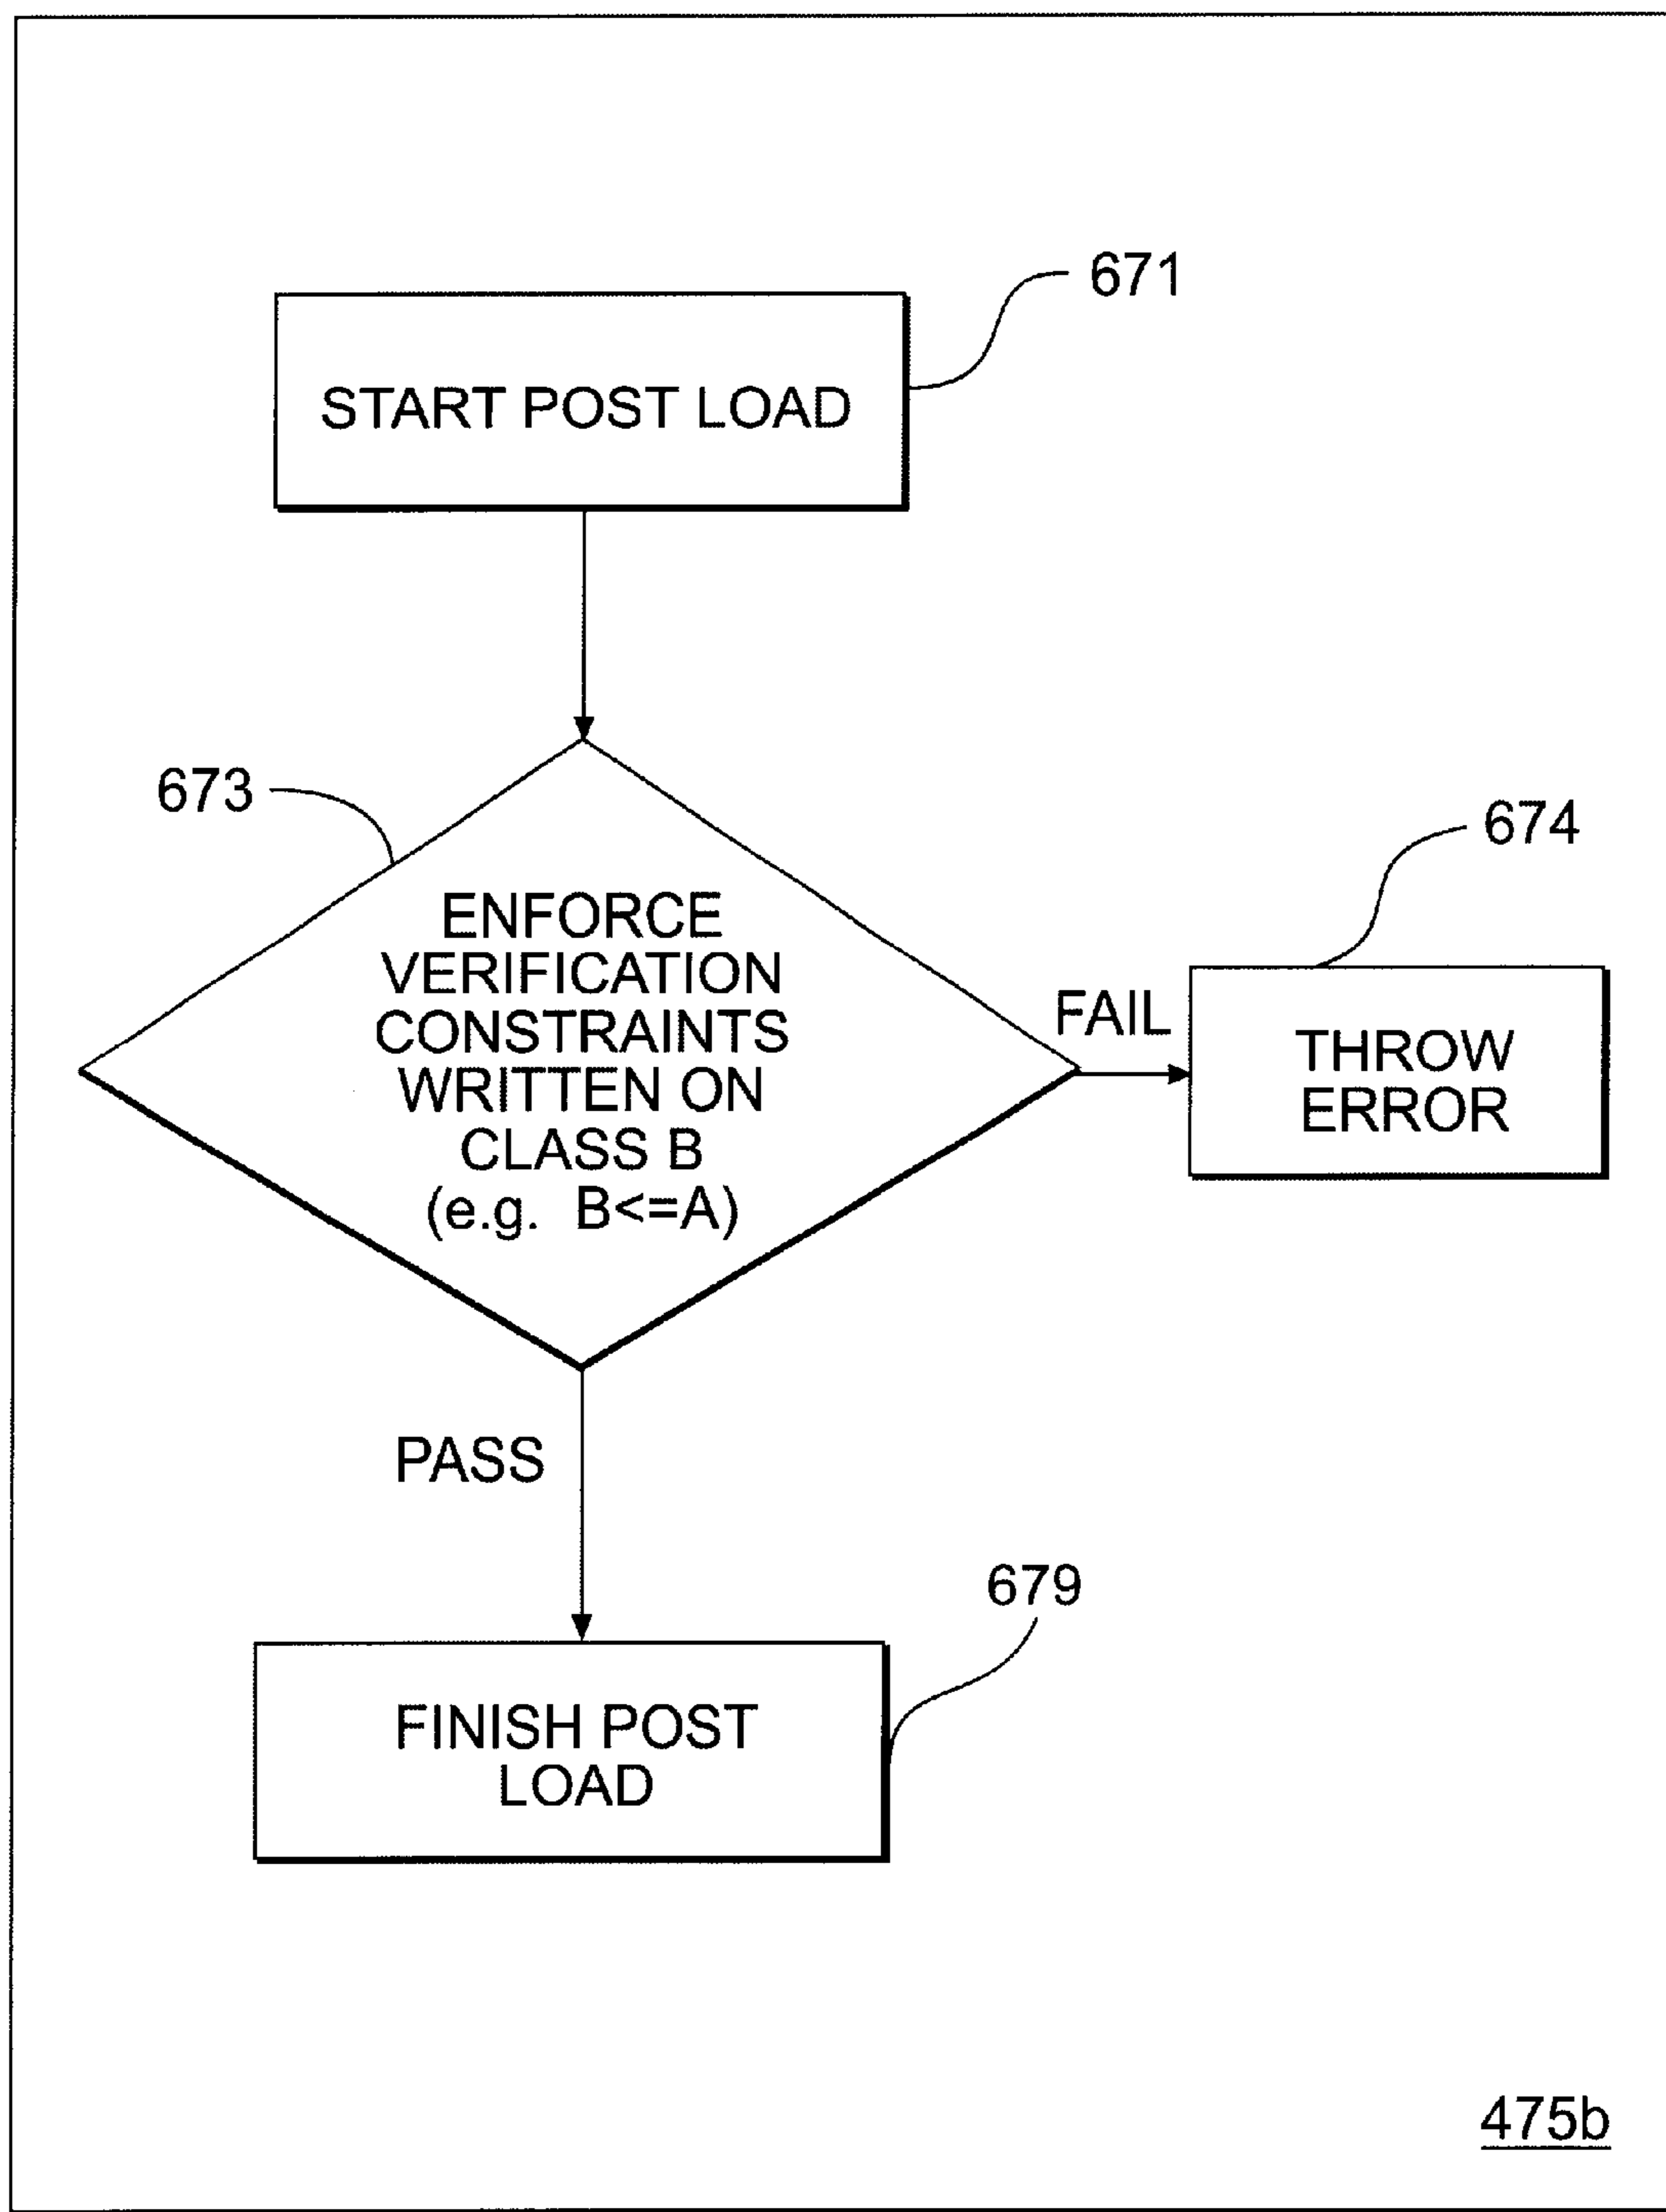 671
START POST LOAD
673
674
ENFORCE
VERIFICATION
CONSTRAINTS
WRITTEN ON
CLASS B
(e.g. B<=A)
FAIL
THROW
ERROR
PASS
679
FINISH POST
LOAD
475b